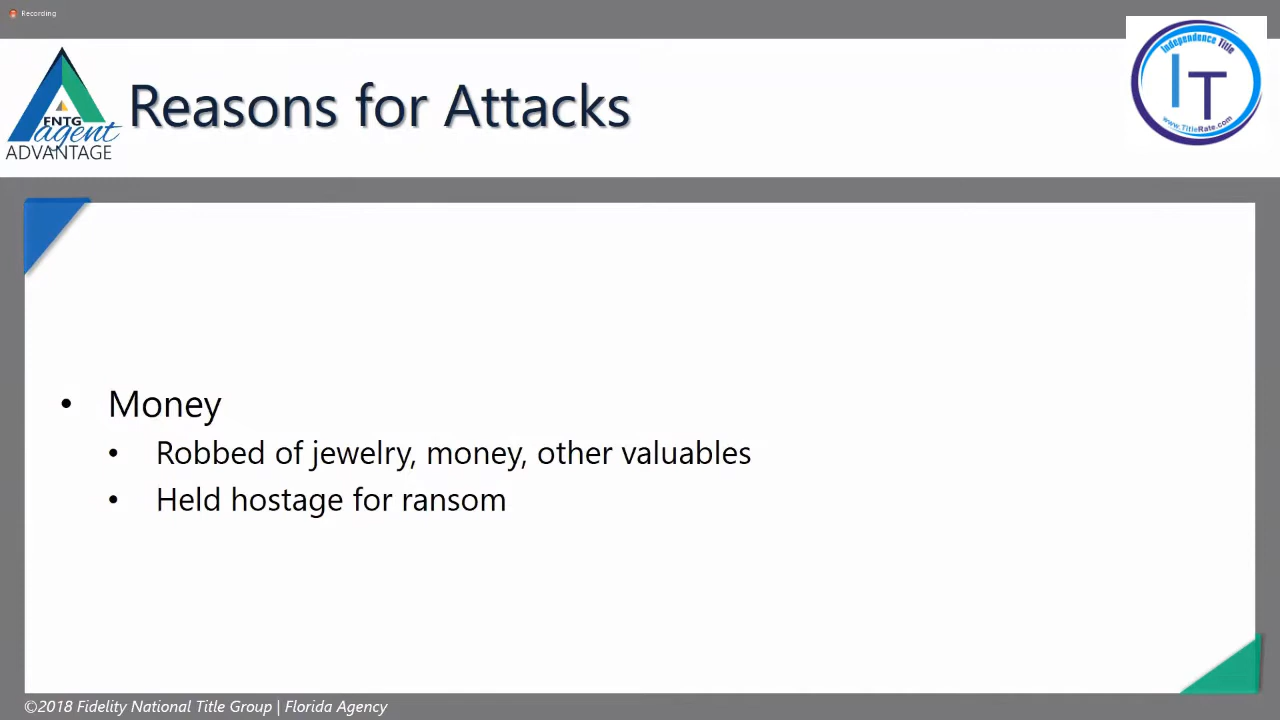 Recording
Independence Title
IT
www.TitleRate.com
FNTG
agent
ADVANTAGE
Reasons for Attacks
• Money
• Robbed of jewelry, money, other valuables
• Held hostage for ransom
©2018 Fidelity National Title Group | Florida Agency